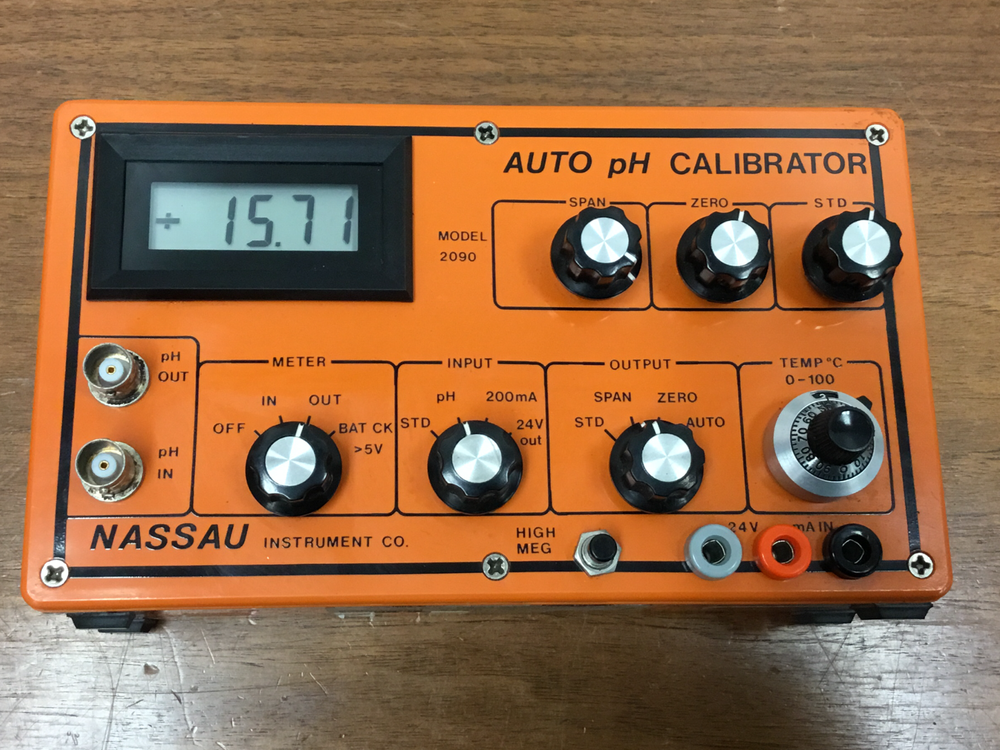 AUTO pH CALIBRATOR
÷ 15.71
SPAN ZERO STD
MODEL
2090
pH
OUT
pH
IN
METER
OFF IN OUT BAT CK
>5V
INPUT
STD pH 200mA 24V
out
OUTPUT
STD SPAN ZERO AUTO
TEMP °C
0-100
NASSAU INSTRUMENT CO.
HIGH
MEG
24V mA IN